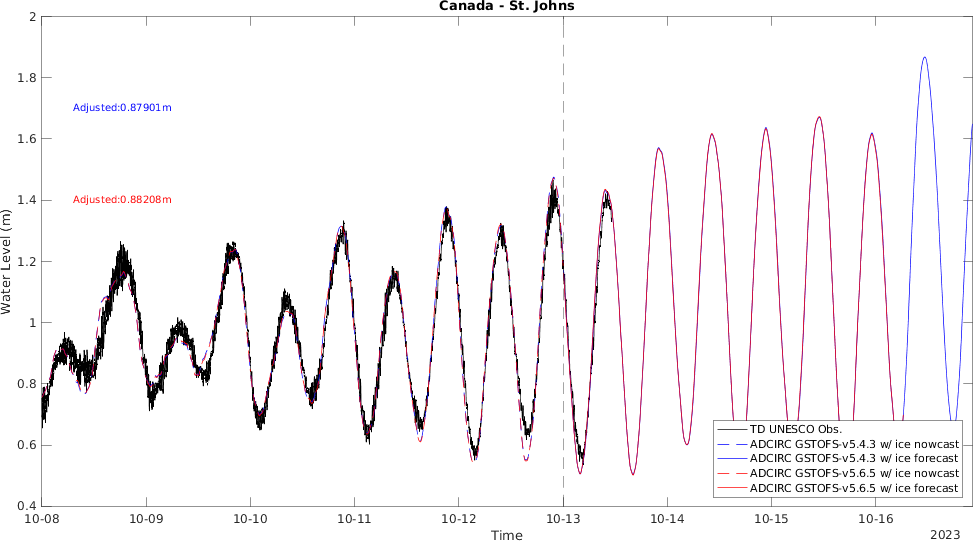 Canada - St. Johns
2
1.8
1.6
1.4
1.2
1
0.8
0.6
0.4
Water Level (m)
Adjusted:0.87901m
Adjusted:0.88208m
TD UNESCO Obs.
ADCIRC GSTOFS-v5.4.3 w/ ice nowcast
ADCIRC GSTOFS-v5.4.3 w/ ice forecast
ADCIRC GSTOFS-v5.6.5 w/ ice nowcast
ADCIRC GSTOFS-v5.6.5 w/ ice forecast
10-08 10-09 10-10 10-11 10-12 10-13 10-14 10-15 10-16
Time
2023